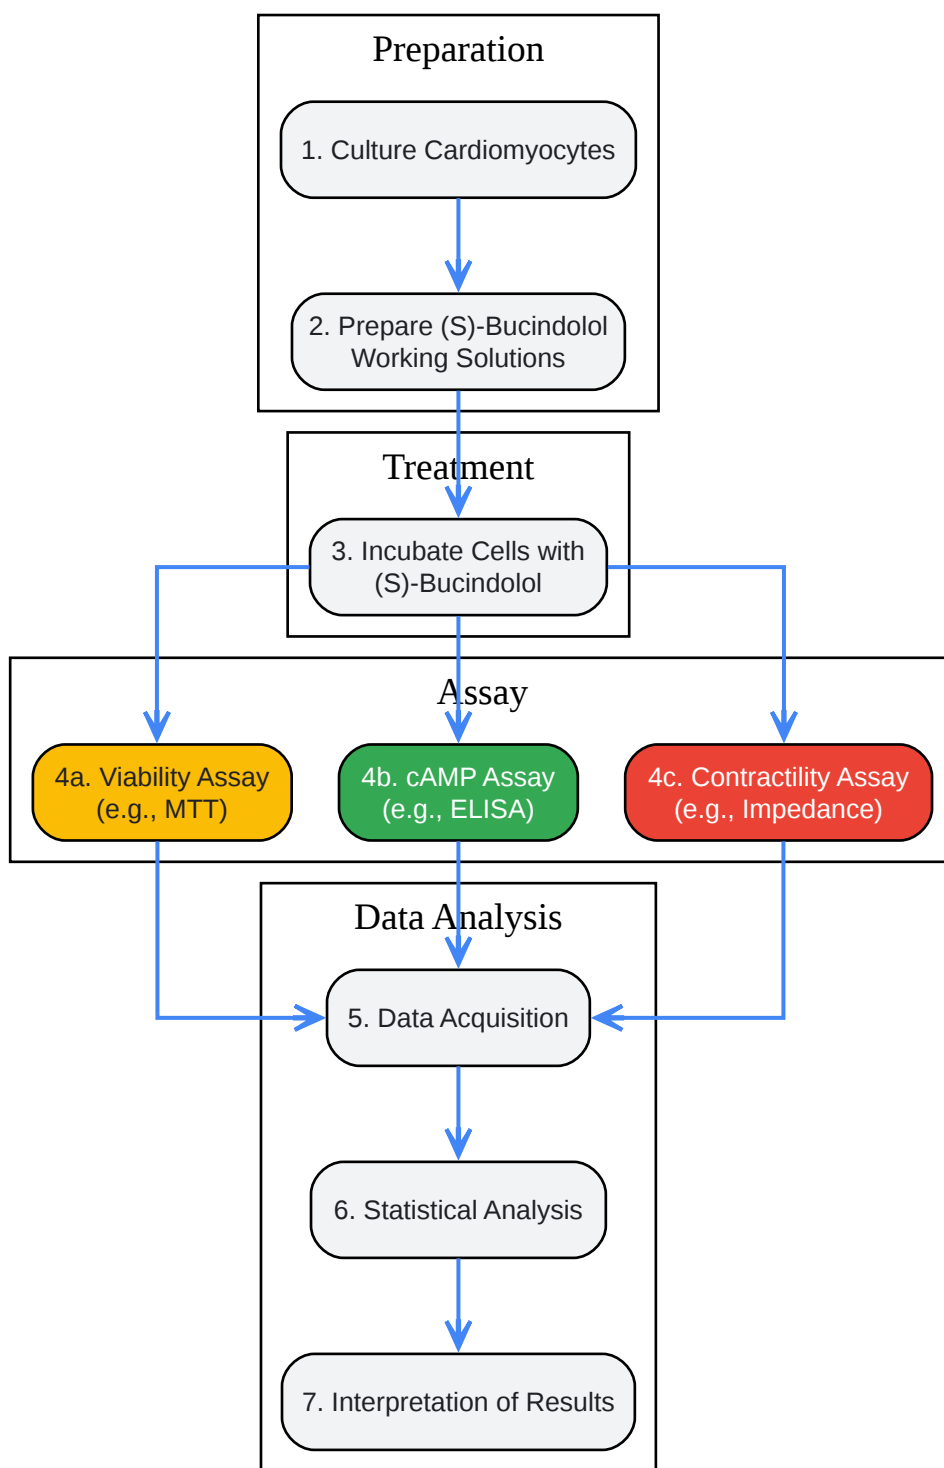 Preparation
1. Culture Cardiomyocytes
2. Prepare (S)-Bucindolol
Working Solutions
Treatment
3. Incubate Cells with
(S)-Bucindolol
Assay
4a. Viability Assay
(e.g., MTT)
4b. cAMP Assay
(e.g., ELISA)
4c. Contractility Assay
(e.g., Impedance)
Data Analysis
5. Data Acquisition
6. Statistical Analysis
7. Interpretation of Results